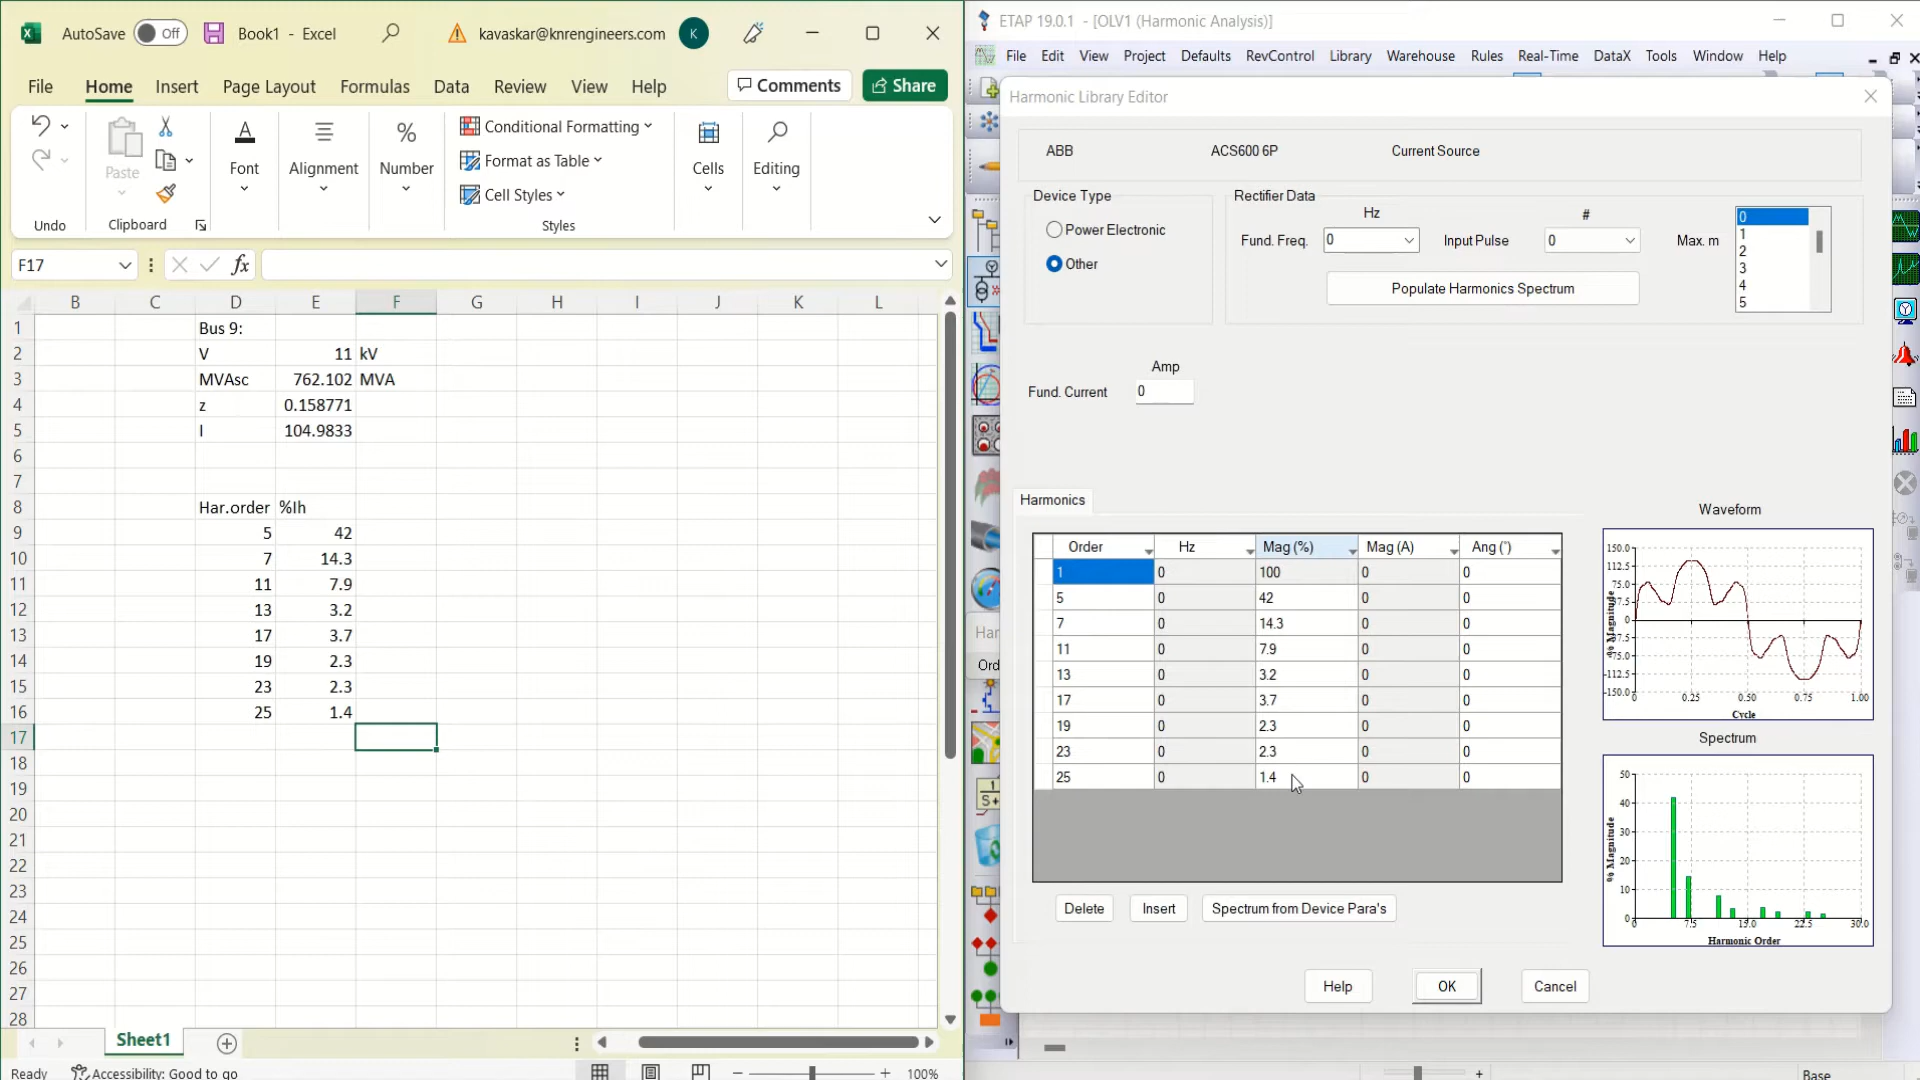 AutoSave Off Book1 - Excel kavaskar@knrengineers.com K
File Home Insert Page Layout Formulas Data Review View Help Comments Share
Paste
Font Alignment Number
Conditional Formatting
Format as Table
Cell Styles
Cells Editing
Undo Clipboard Styles
F17 fx
B C D E F G H I J K L
1 Bus 9:
2 V 11 kV
3 MVAsc 762.102 MVA
4 z 0.158771
5 I 104.9833
6
7
8 Har.order %Ih
9 5 42
10 7 14.3
11 11 7.9
12 13 3.2
13 17 3.7
14 19 2.3
15 23 2.3
16 25 1.4
17
18
19
20
21
22
23
24
25
26
27
28
Sheet1
Ready Accessibility: Good to go 100%
ETAP 19.0.1 - [OLV1 (Harmonic Analysis)]
File Edit View Project Defaults RevControl Library Warehouse Rules Real-Time DataX Tools Window Help
Harmonic Library Editor
ABB ACS600 6P Current Source
Device Type
Power Electronic
Other
Rectifier Data
Hz #
Fund. Freq. 0 Input Pulse 0 Max. m
0
1
2
3
4
5
Populate Harmonics Spectrum
Amp
Fund. Current 0
Harmonics
Order Hz Mag (%) Mag (A) Ang (°)
1 0 100 0 0
5 0 42 0 0
7 0 14.3 0 0
11 0 7.9 0 0
13 0 3.2 0 0
17 0 3.7 0 0
19 0 2.3 0 0
23 0 2.3 0 0
25 0 1.4 0 0
Delete Insert Spectrum from Device Para's
Waveform
150.0
112.5
75.0
0
-112.5
-150.0
% Magnitude
0 0.25 0.50 0.75 1.00
Cycle
Spectrum
50
40
30
20
10
0
% Magnitude
0 7.5 15.0 22.5 30.0
Harmonic Order
Help OK Cancel
Har
Ord
S+
Base